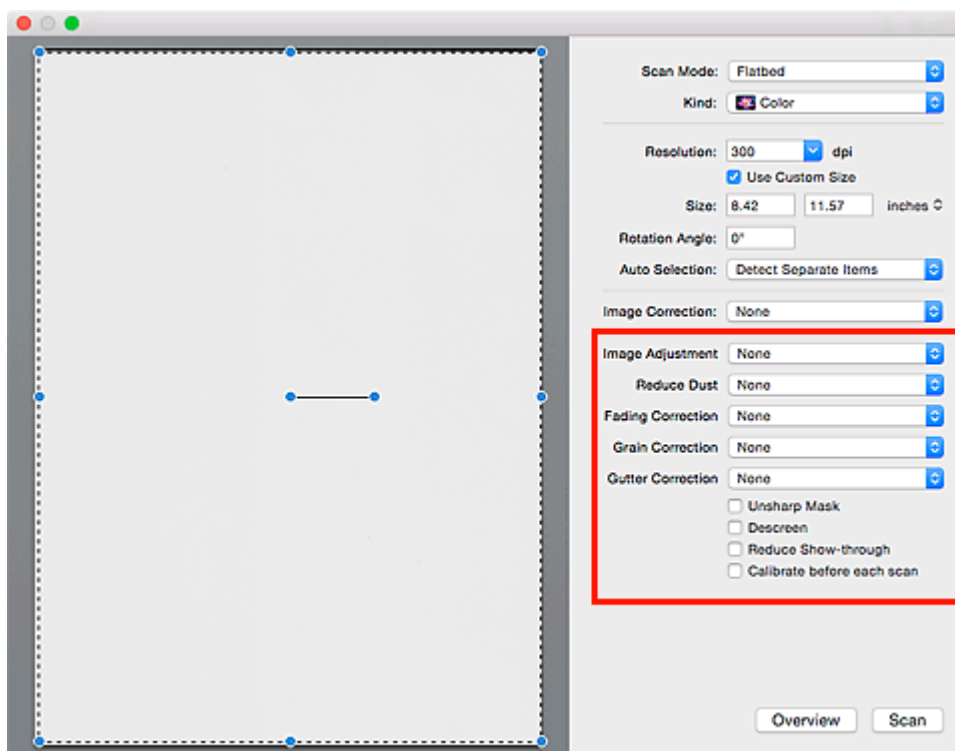 Scan Mode: Flatbed
Kind: Color
Resolution: 300 dpi
Use Custom Size
Size: 8.42 11.57 inches
Rotation Angle: 0°
Auto Selection: Detect Separate Items
Image Correction: None
Image Adjustment None
Reduce Dust None
Fading Correction None
Grain Correction None
Gutter Correction None
Unsharp Mask
Descreen
Reduce Show-through
Calibrate before each scan
Overview Scan